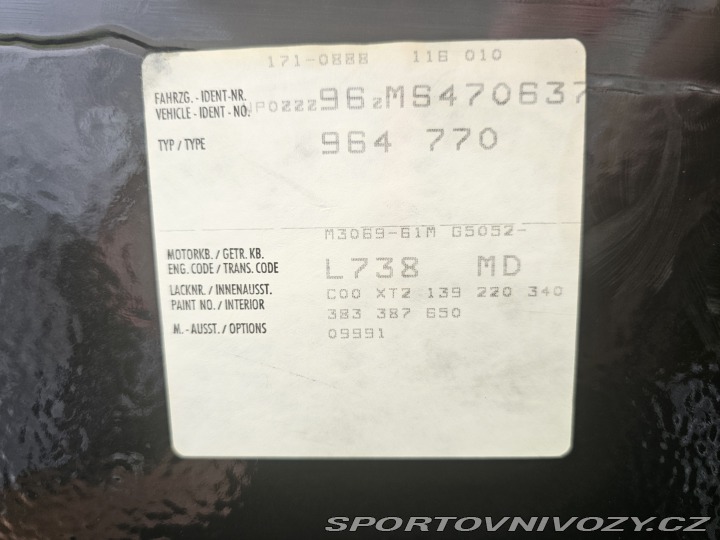 171-0888 116 010
FAHRZG. - IDENT-NR. 
VEHICLE - IDENT - NO. WP0ZZZ96ZMS470637
TYP / TYPE 964 770
M3069-61M G5052-
MOTORKB. / GETR. KB.
ENG. CODE / TRANS. CODE L738 MD
LACKNR. / INNENAUSST. C00 XTZ 139 220 340
PAINT NO. / INTERIOR 383 387 650
M. - AUSST. / OPTIONS 09991
SPORTOVNIVOZY.CZ